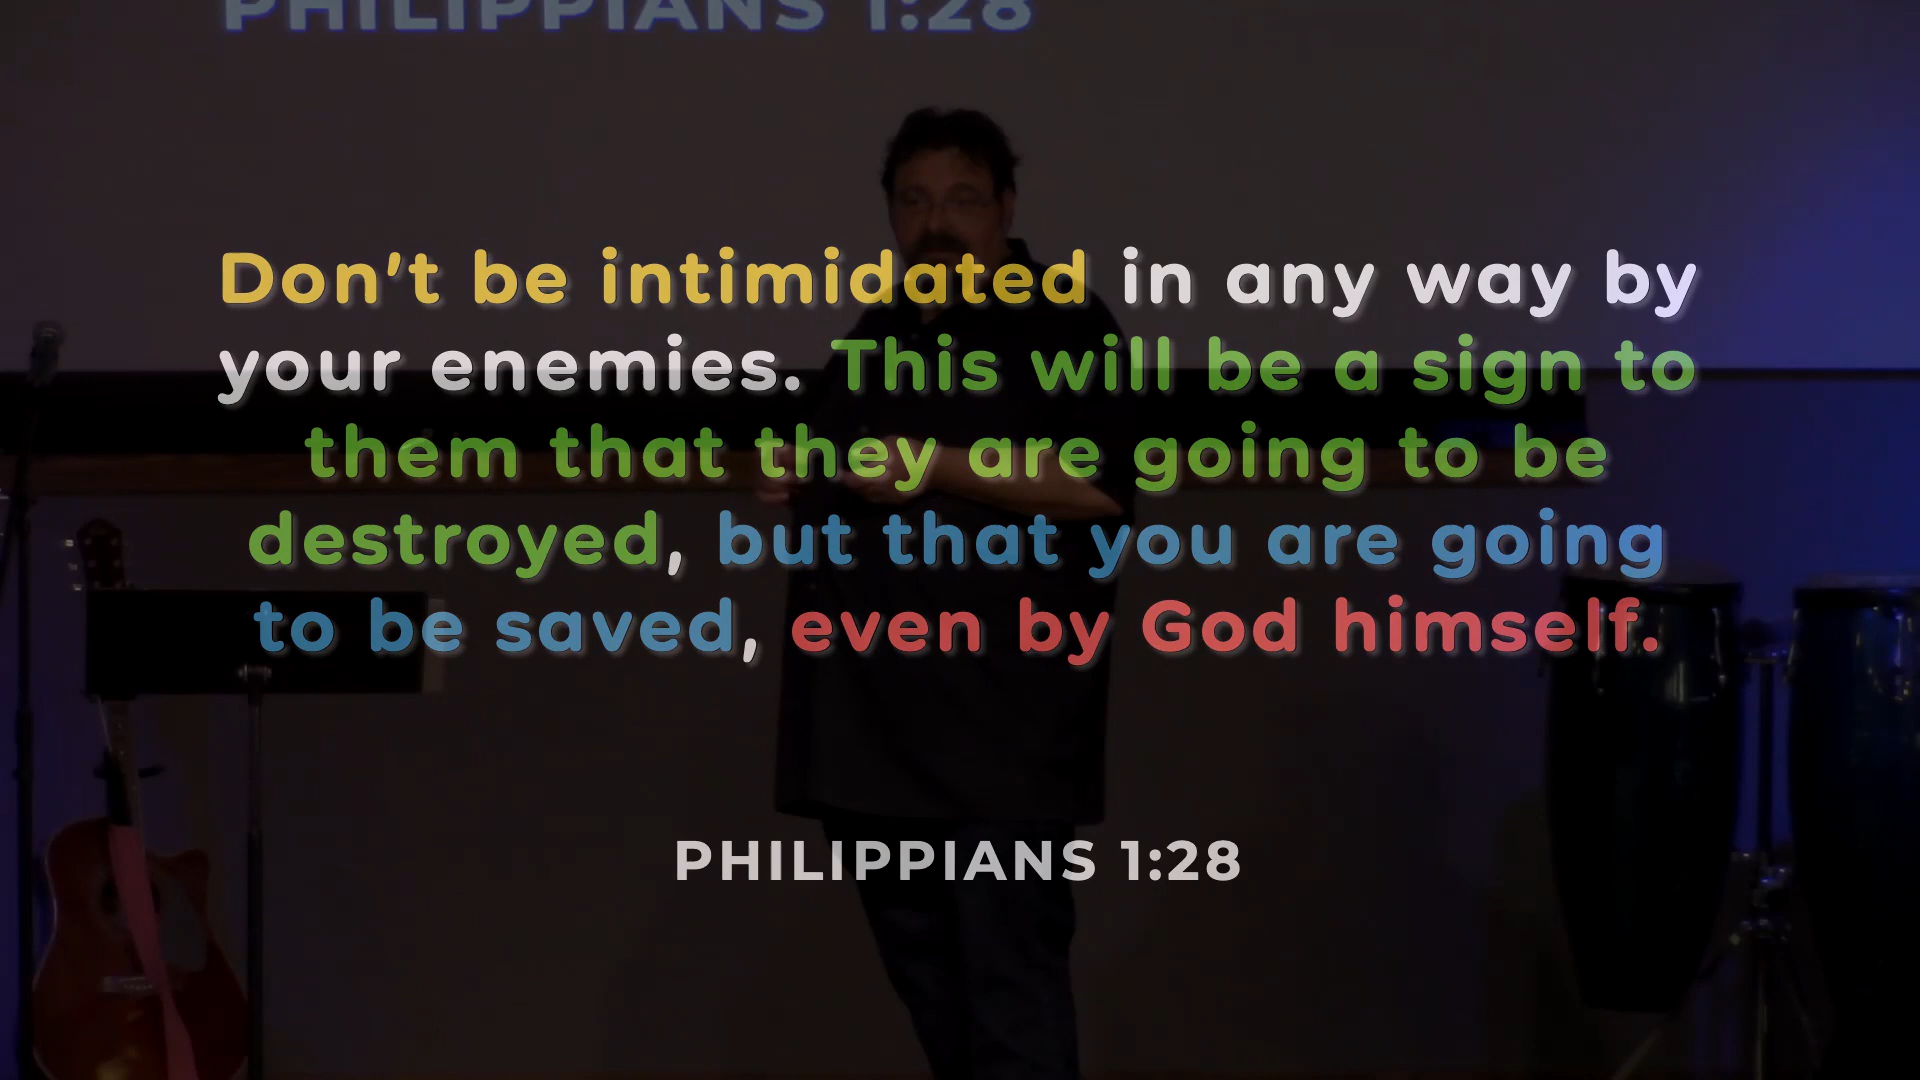 PHILIPPIANS 1:28
Don't be intimidated in any way by
your enemies. This will be a sign to
them that they are going to be
destroyed, but that you are going
to be saved, even by God himself.
PHILIPPIANS 1:28